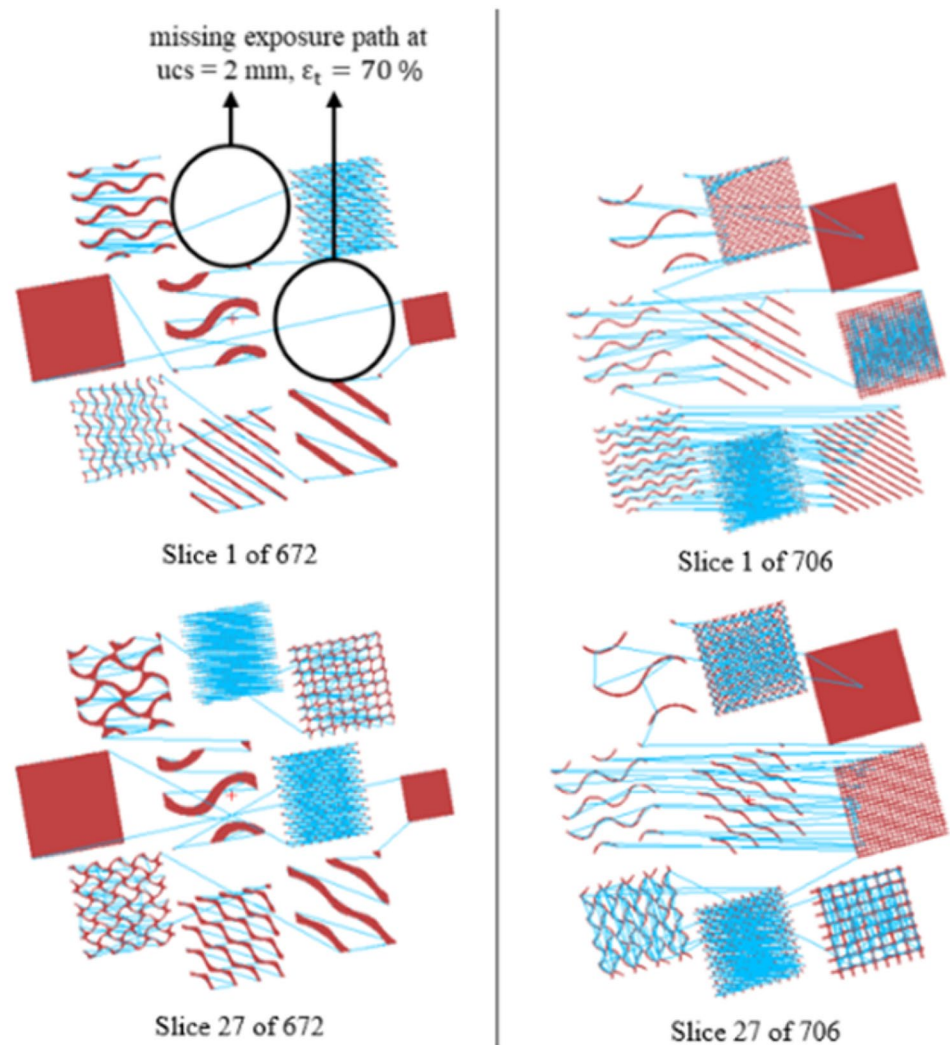 missing exposure path at
ucs = 2 mm, εt = 70 %
Slice 1 of 672
Slice 1 of 706
Slice 27 of 672
Slice 27 of 706